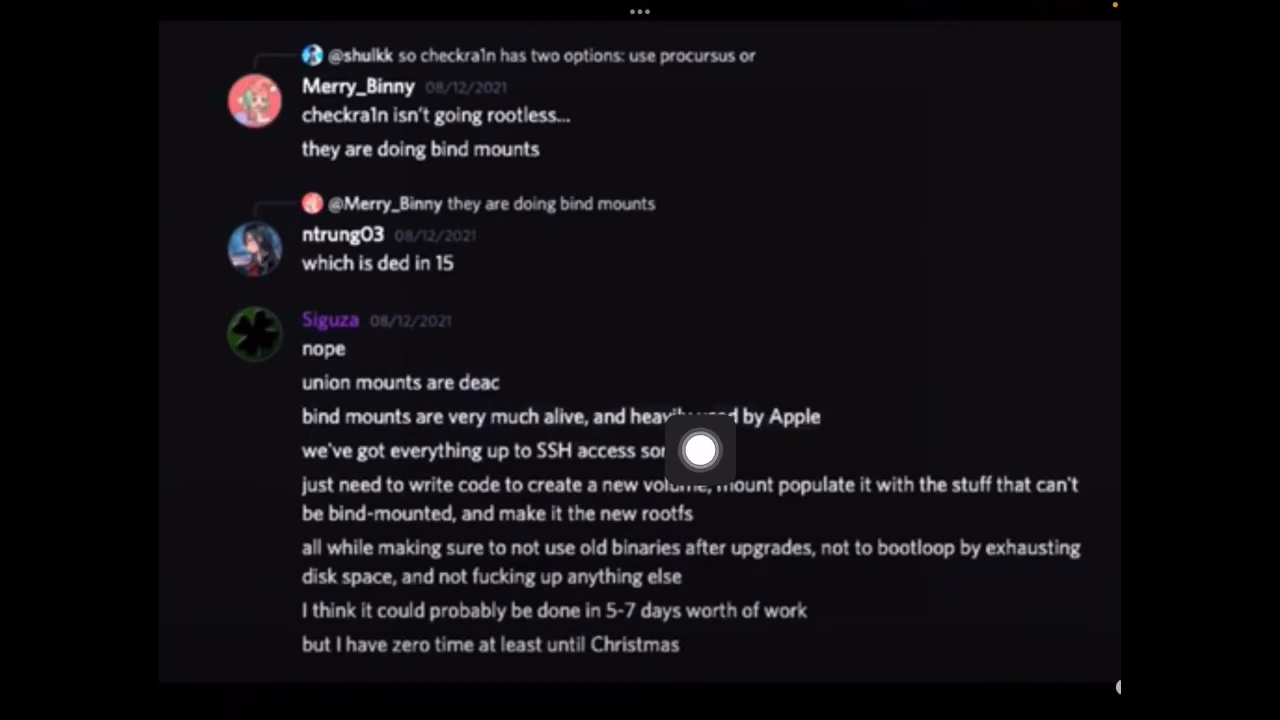 @shulkk so checkra1n has two options: use procursus or
Merry_Binny 08/12/2021
checkra1n isn't going rootless...
they are doing bind mounts
@Merry_Binny they are doing bind mounts
ntrung03 08/12/2021
which is ded in 15
Siguza 08/12/2021
nope
union mounts are deac
bind mounts are very much alive, and heavily used by Apple
we've got everything up to SSH access
just need to write code to create a new volume, mount populate it with the stuff that can't
be bind-mounted, and make it the new rootfs
all while making sure to not use old binaries after upgrades, not to bootloop by exhausting
disk space, and not fucking up anything else
I think it could probably be done in 5-7 days worth of work
but I have zero time at least until Christmas